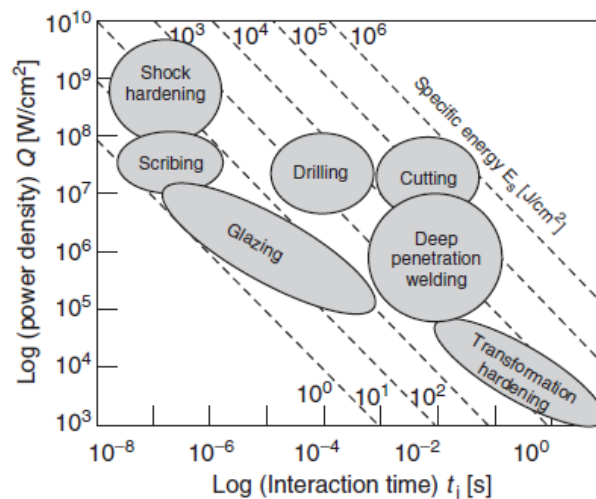 10^10
10^9
10^8
10^7
10^6
10^5
10^4
10^3
Log (power density) Q [W/cm^2]
10^3
10^4
10^5
10^6
Specific energy E_s [J/cm^2]
Shock
hardening
Scribing
Drilling
Cutting
Glazing
Deep
penetration
welding
Transformation
hardening
10^0
10^1
10^2
10^−8
10^−6
10^−4
10^−2
10^0
Log (Interaction time) t_i [s]